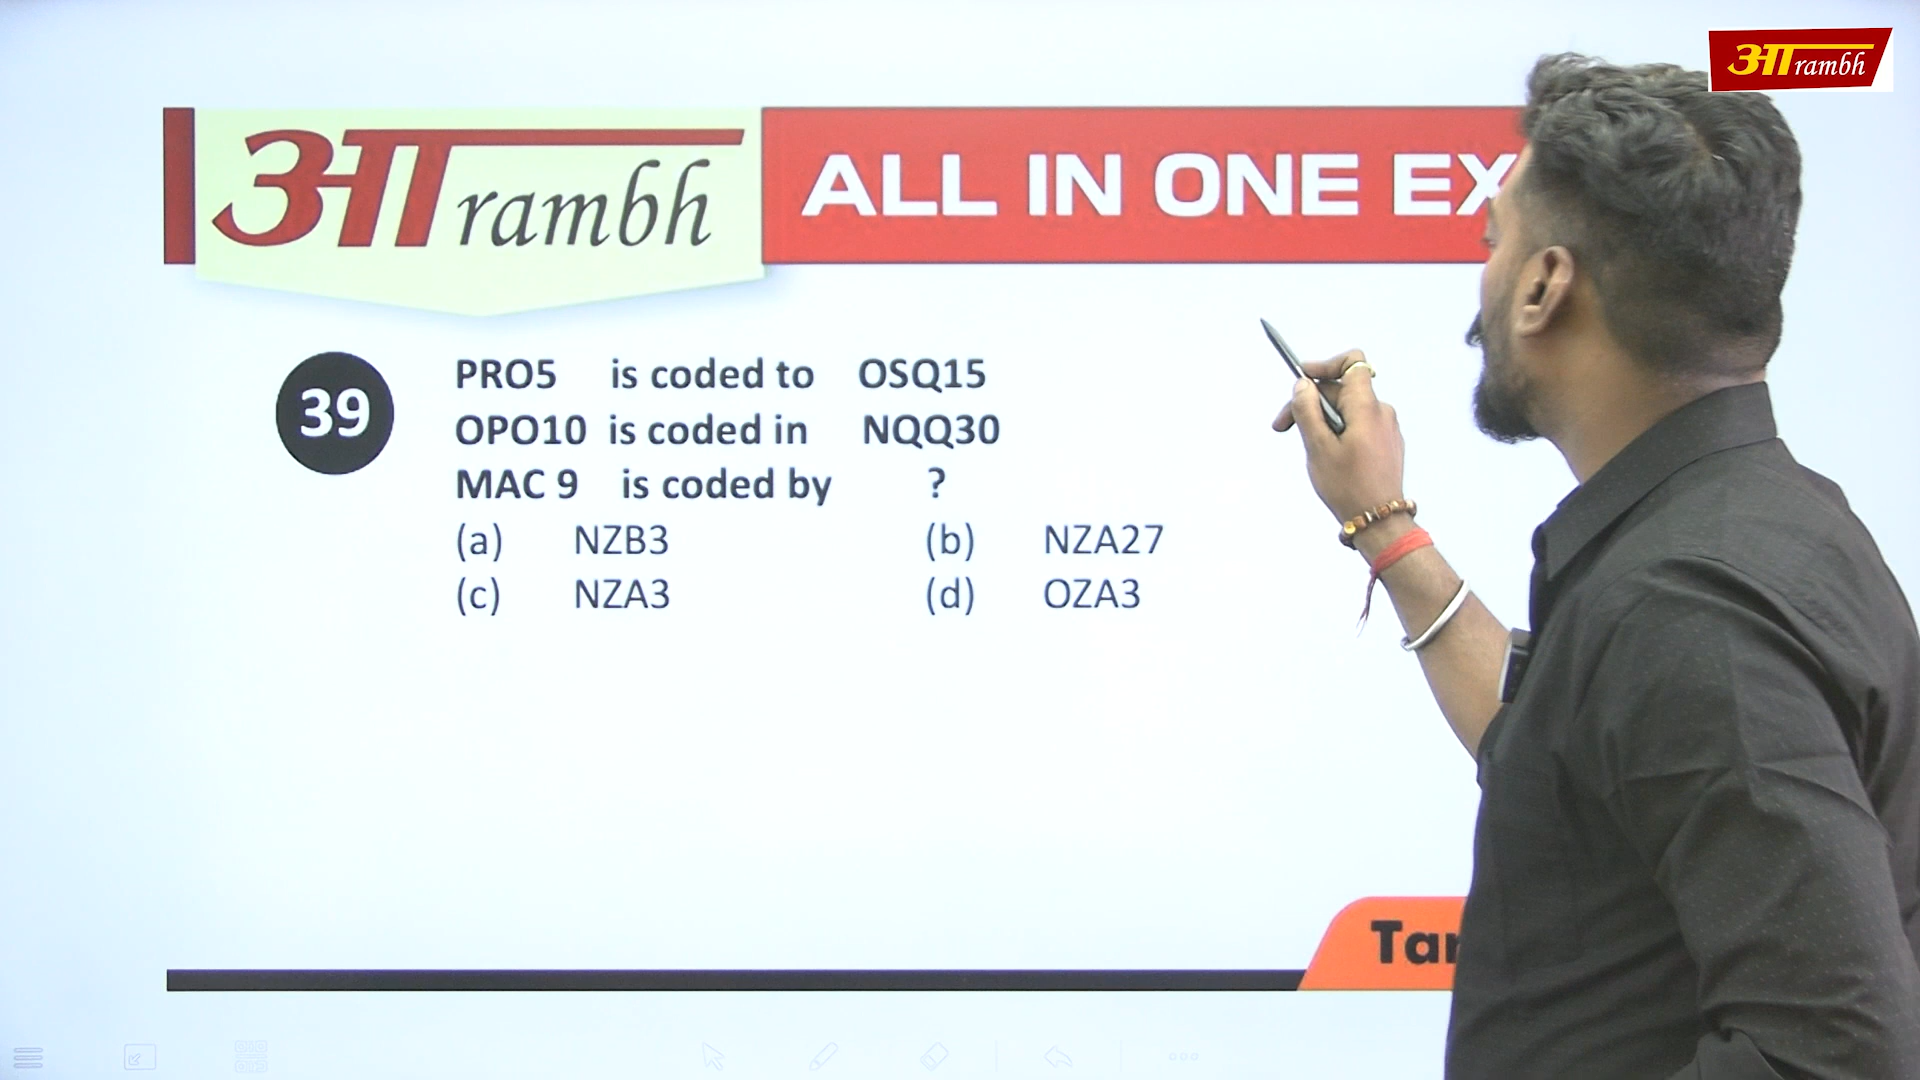 आrambh
आrambh ALL IN ONE EX
39
PRO5 is coded to OSQ15
OPO10 is coded in NQQ30
MAC 9 is coded by ?
(a) NZB3 (b) NZA27
(c) NZA3 (d) OZA3
Tar